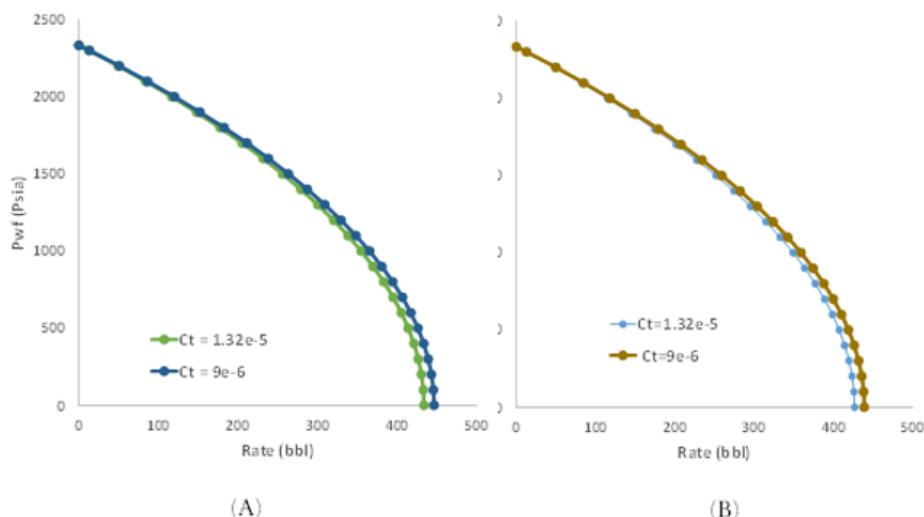 2500
2000
1500
1000
500
0
Pwf (Psia)
0 100 200 300 400 500
Rate (bbl)
Ct = 1.32e-5
Ct = 9e-6
(A)
0
0
0
0
0
0
0 100 200 300 400 500
Rate (bbl)
Ct=1.32e-5
Ct=9e-6
(B)